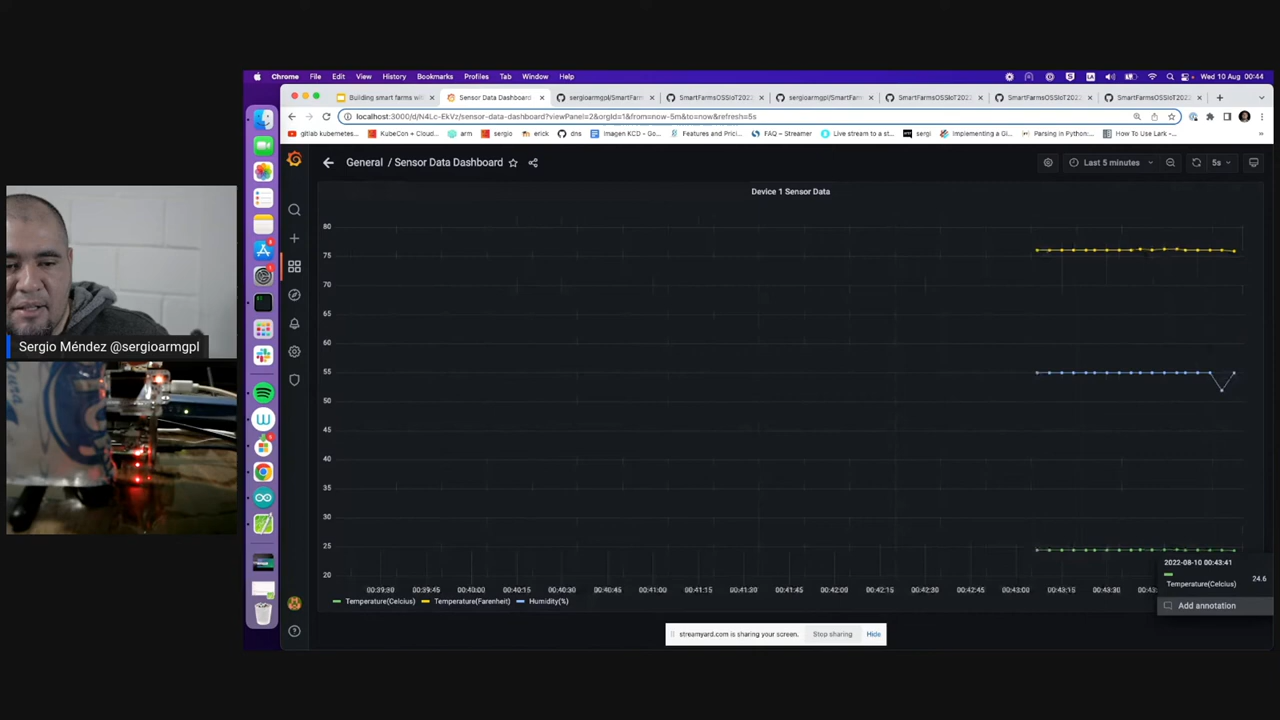 Chrome File Edit View History Bookmarks Profiles Tab Window Help
Wed 10 Aug 00:44
Building smart farms wit
Sensor Data Dashboard
sergioarmgpl/SmartFarm
SmartFarmsOSSIoT2022
sergioarmgpl/SmartFarm
SmartFarmsOSSIoT2022
SmartFarmsOSSIoT2022
SmartFarmsOSSIoT2022
localhost:3000/d/N4Lc-EkVz/sensor-data-dashboard?viewPanel=2&orgId=1&from=now-5m&to=now&refresh=5s
gitlab kubernetes...
KubeCon + Cloud...
arm
sergio
erick
dns
Imagen KCD - Goo...
Features and Prici...
FAQ – Streamer
Live stream to a st...
sergi
Implementing a Gi...
Parsing in Python:...
How To Use Lark -...
General / Sensor Data Dashboard
Last 5 minutes
5s
Device 1 Sensor Data
80
75
70
65
60
55
50
45
40
35
30
25
20
00:39:30 00:39:45 00:40:00 00:40:15 00:40:30 00:40:45 00:41:00 00:41:15 00:41:30 00:41:45 00:42:00 00:42:15 00:42:30 00:42:45 00:43:00 00:43:15 00:43:30
Temperature(Celcius) Temperature(Farenheit) Humidity(%)
2022-08-10 00:43:41
Temperature(Celcius) 24.6
Add annotation
streamyard.com is sharing your screen. Stop sharing Hide
Sergio Méndez @sergioarmgpl